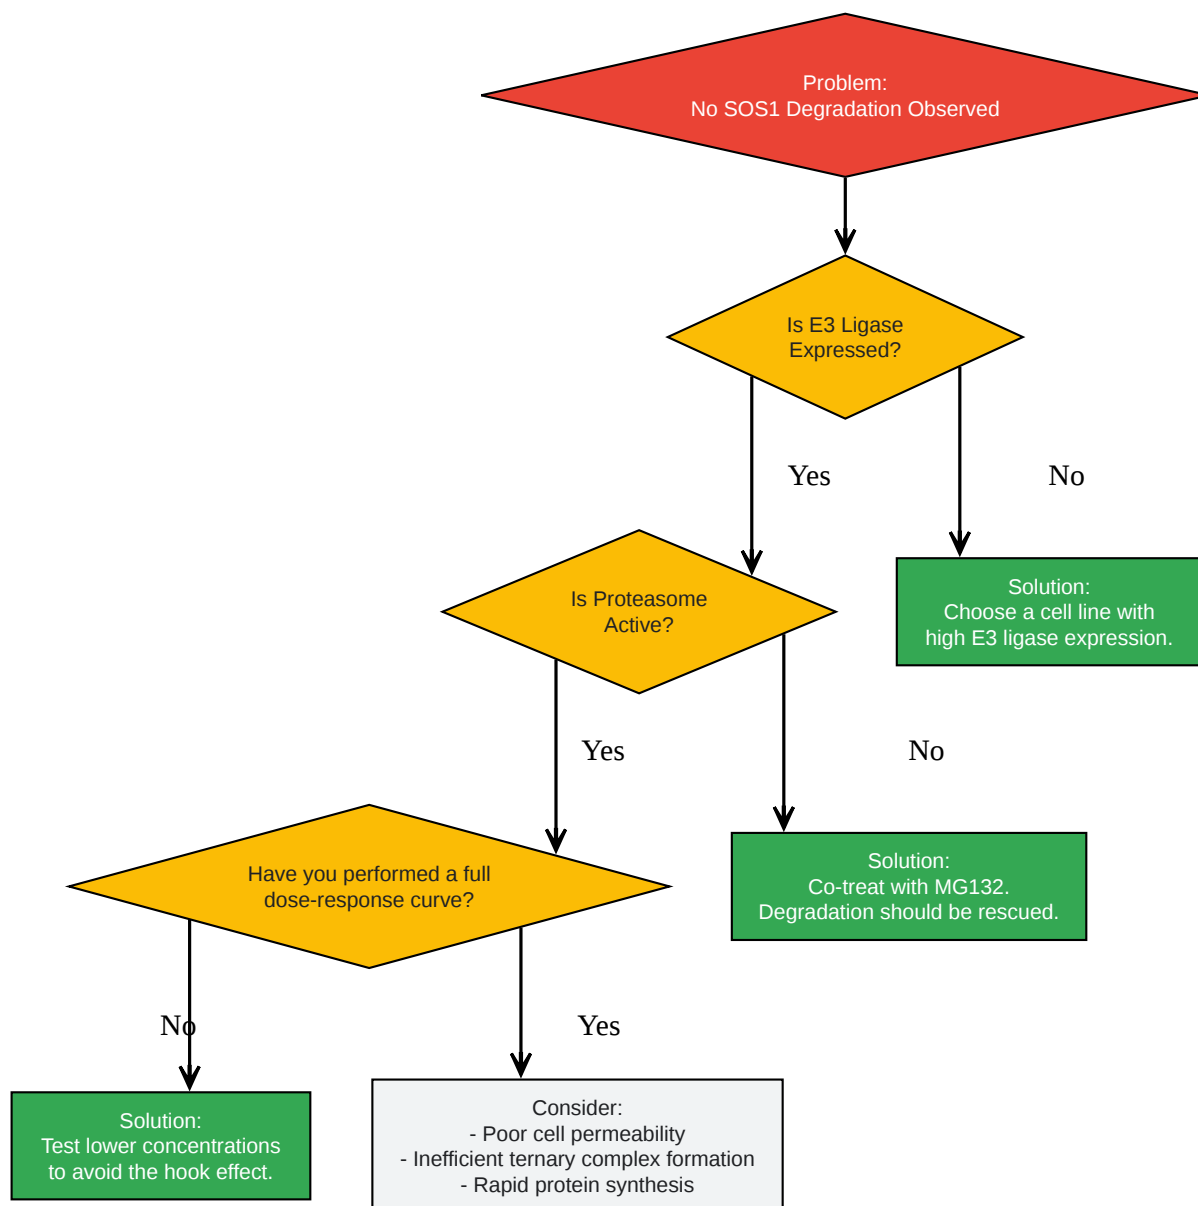 Problem:
No SOS1 Degradation Observed
Is E3 Ligase
Expressed?
Yes
No
Is Proteasome
Active?
Solution:
Choose a cell line with
high E3 ligase expression.
Yes
No
Have you performed a full
dose-response curve?
Solution:
Co-treat with MG132.
Degradation should be rescued.
No
Yes
Solution:
Test lower concentrations
to avoid the hook effect.
Consider:
- Poor cell permeability
- Inefficient ternary complex formation
- Rapid protein synthesis